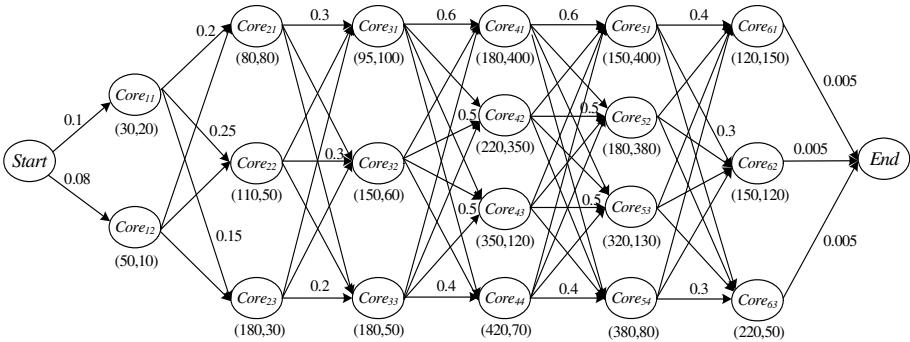 Core21 0.3 Core31 0.6 Core41 0.6 Core51 0.4 Core61
0.2
(80,80) (95,100) (180,400) (150,400) (120,150)
0.005
Core11
0.1
(30,20)
0.5 Core42 0.5 Core52
0.25
(220,350) (180,380)
0.3
Start Core22 0.3 Core32 Core62 0.005 End
0.08
(110,50) (150,60) (150,120)
0.5 Core43 0.5 Core53
Core12
0.15
(350,120) (320,130)
0.005
(50,10)
Core23 0.2 Core33 0.4 Core44 0.4 Core54 0.3 Core63
(180,30) (180,50) (420,70) (380,80) (220,50)